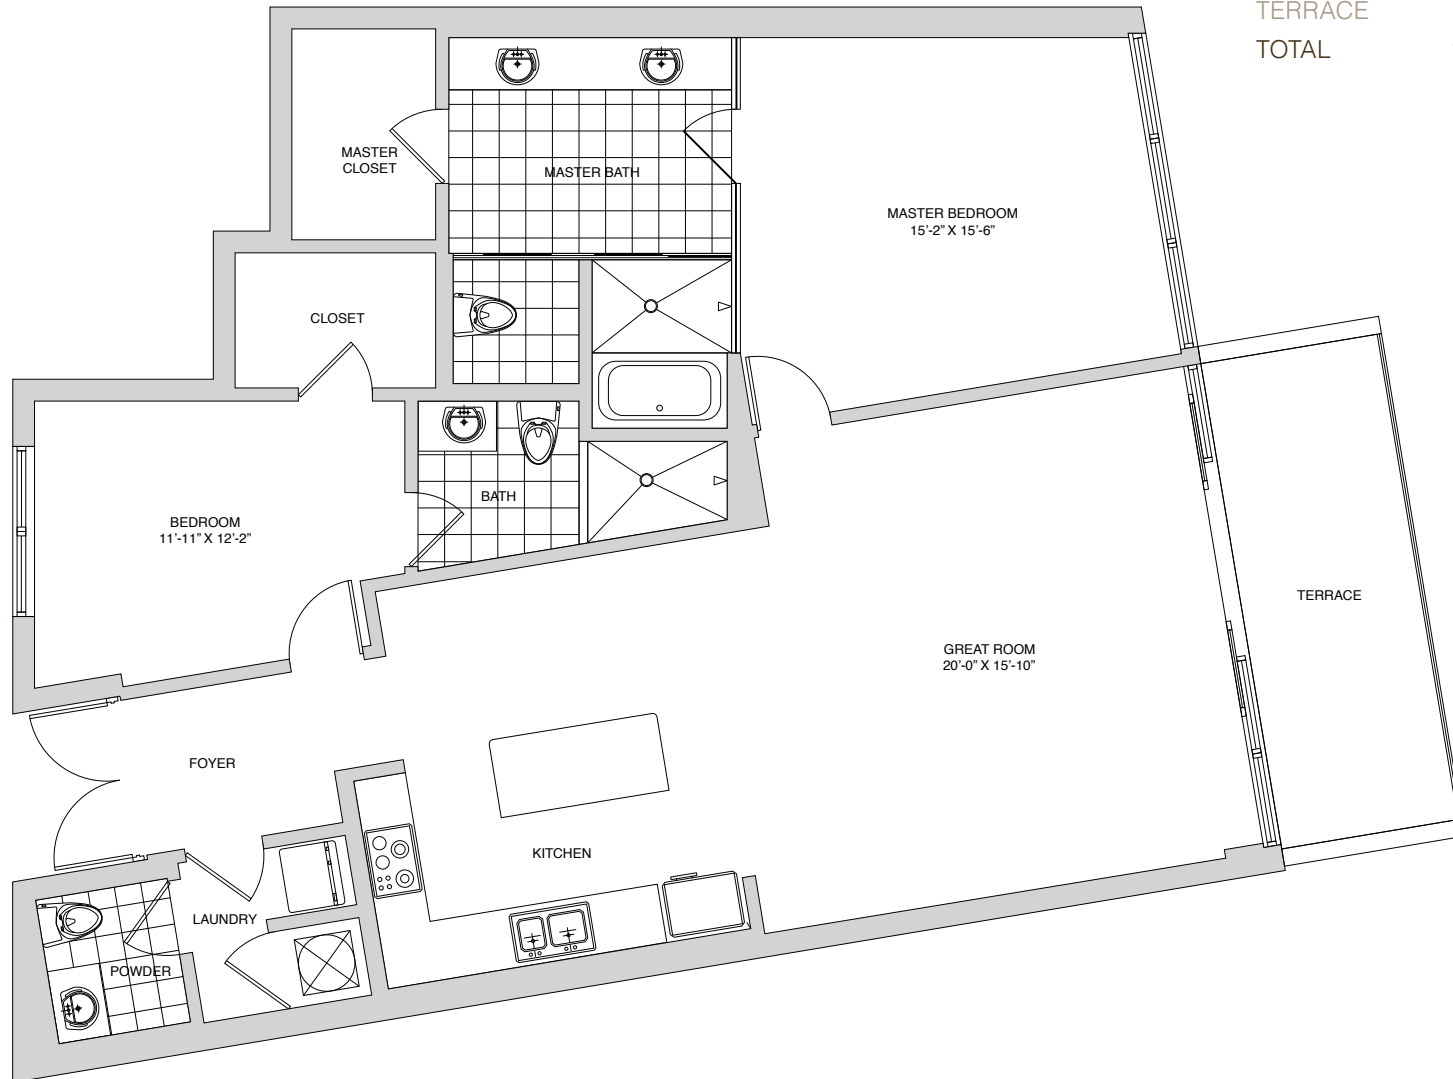 TERRACE
TOTAL
MASTER
CLOSET
MASTER BATH
MASTER BEDROOM
15'-2" X 15'-6"
CLOSET
BATH
BEDROOM
11'-11" X 12'-2"
TERRACE
GREAT ROOM
20'-0" X 15'-10"
FOYER
KITCHEN
LAUNDRY
POWDER